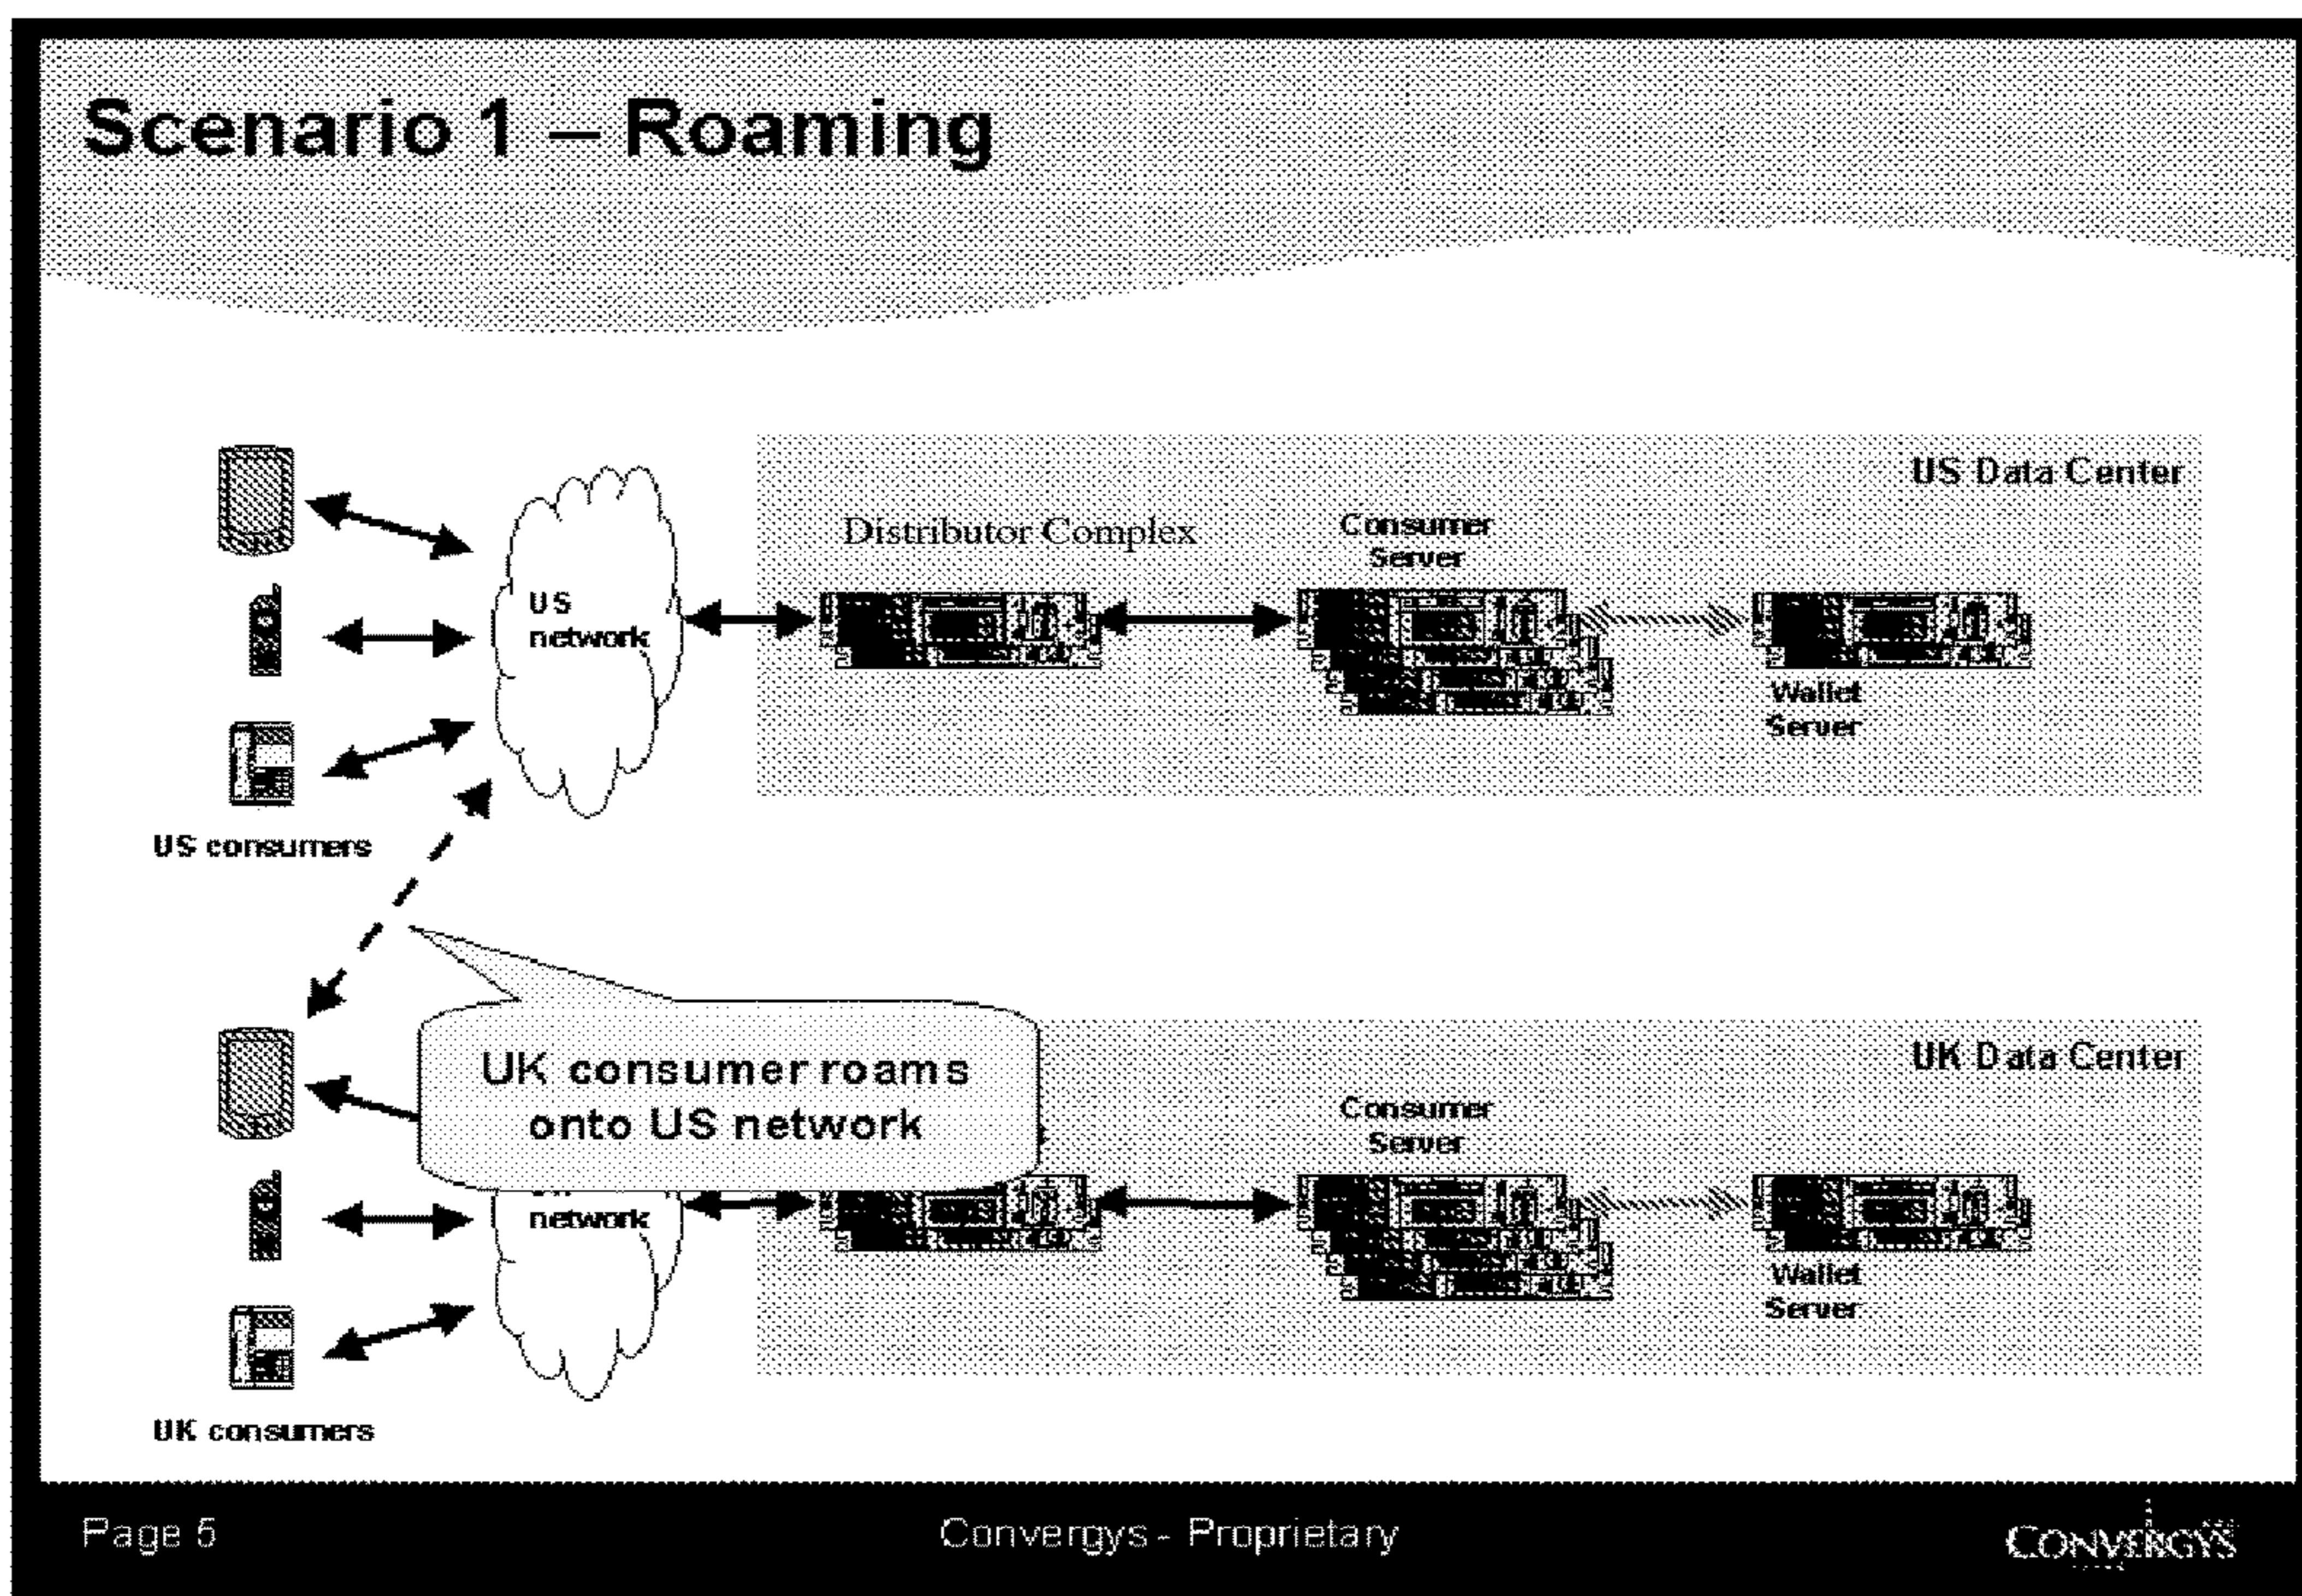 Scenario 1 – Roaming
US Data Center
Distributor Complex
Consumer
Server
US
network
Wallet
Server
US consumers
UK consumer roams
onto US network
UK Data Center
Consumer
Server
network
Wallet
Server
UK consumers
Page 5
Convergys - Proprietary
CONVERGYS